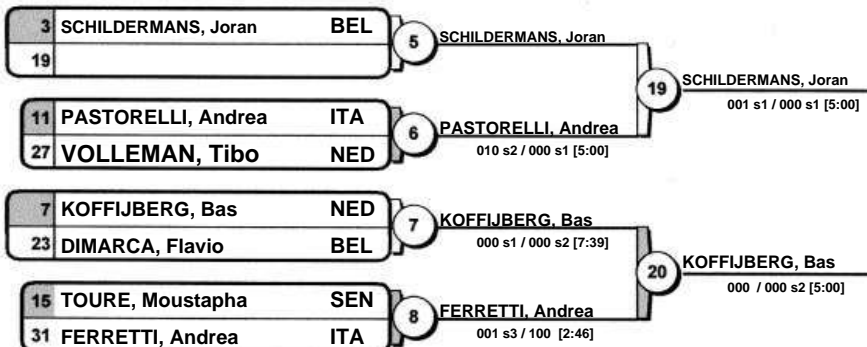 3 SCHILDERMANS, Joran BEL
19
5
SCHILDERMANS, Joran
11 PASTORELLI, Andrea ITA
27 VOLLEMAN, Tibo NED
6
PASTORELLI, Andrea
010 s2 / 000 s1 [5:00]
19
SCHILDERMANS, Joran
001 s1 / 000 s1 [5:00]
7 KOFFIJBERG, Bas NED
23 DIMARCA, Flavio BEL
7
KOFFIJBERG, Bas
000 s1 / 000 s2 [7:39]
15 TOURE, Moustapha SEN
31 FERRETTI, Andrea ITA
8
FERRETTI, Andrea
001 s3 / 100 [2:46]
20
KOFFIJBERG, Bas
000 / 000 s2 [5:00]